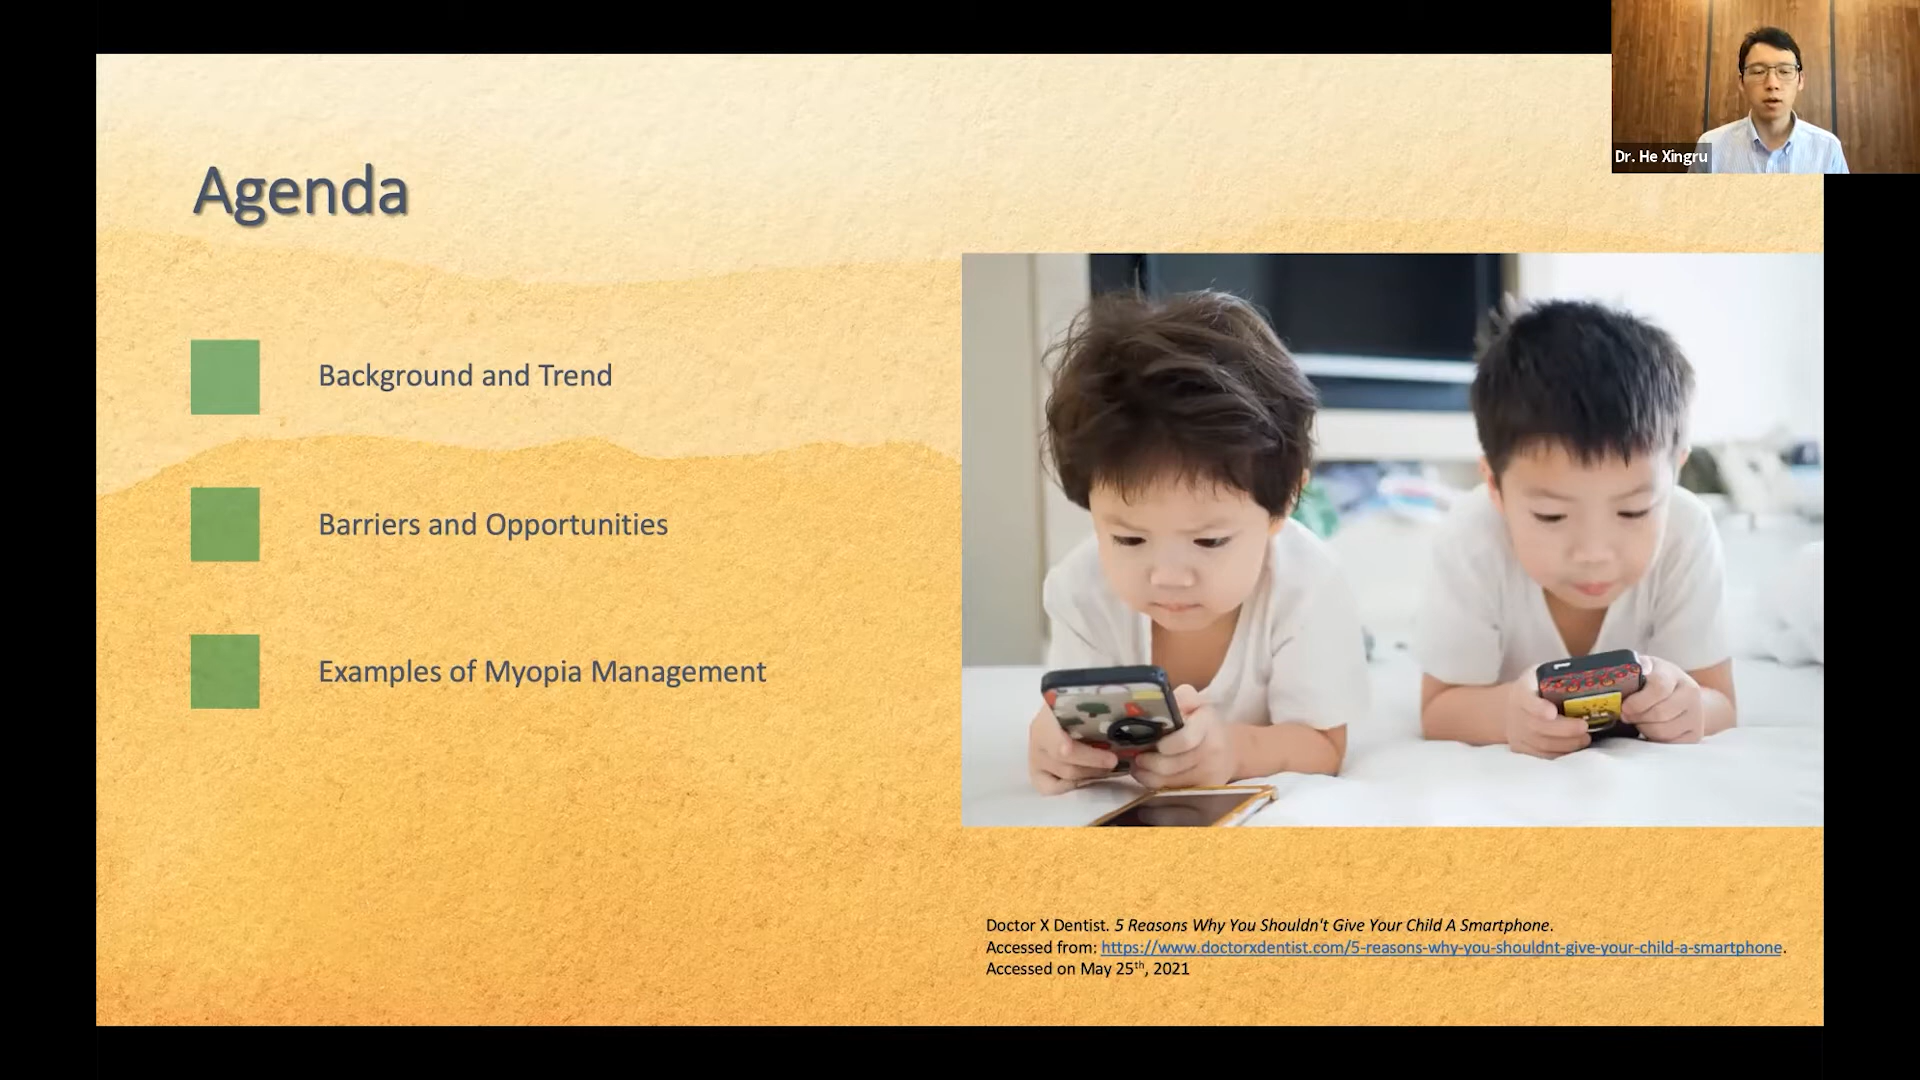 Dr. He Xingru
Agenda
Background and Trend
Barriers and Opportunities
Examples of Myopia Management
Doctor X Dentist. 5 Reasons Why You Shouldn't Give Your Child A Smartphone.
Accessed from: https://www.doctorxdentist.com/5-reasons-why-you-shouldnt-give-your-child-a-smartphone.
Accessed on May 25th, 2021